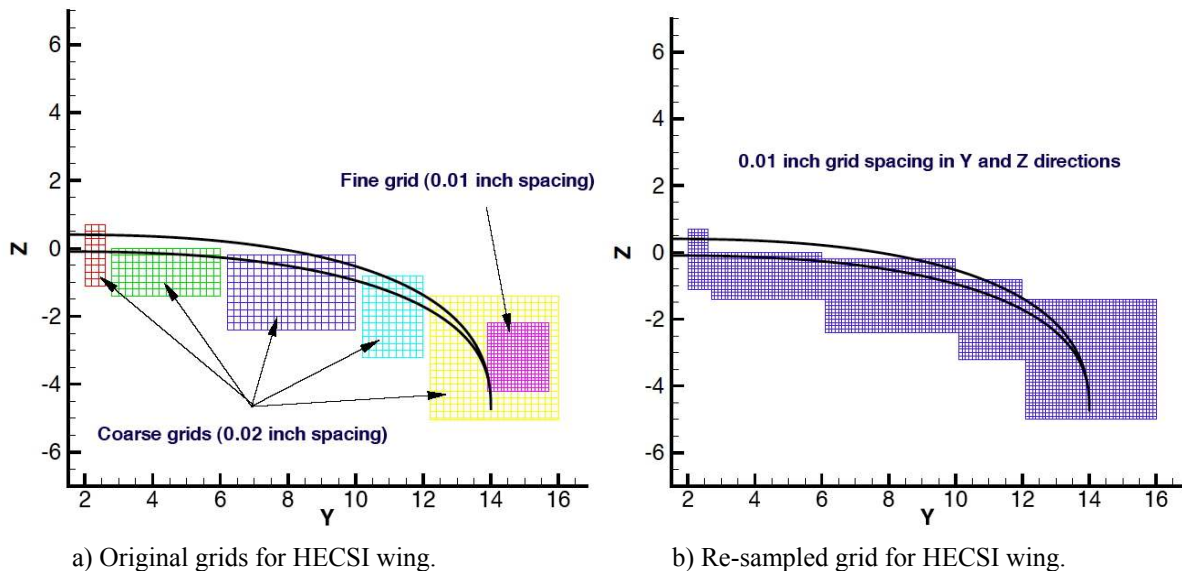 6
4
2
0
-2
-4
-6
Z
2 4 6 8 10 12 14 16
Y
Fine grid (0.01 inch spacing)
Coarse grids (0.02 inch spacing)
a) Original grids for HECSI wing.
6
4
2
0
-2
-4
-6
Z
2 4 6 8 10 12 14 16
Y
0.01 inch grid spacing in Y and Z directions
b) Re-sampled grid for HECSI wing.